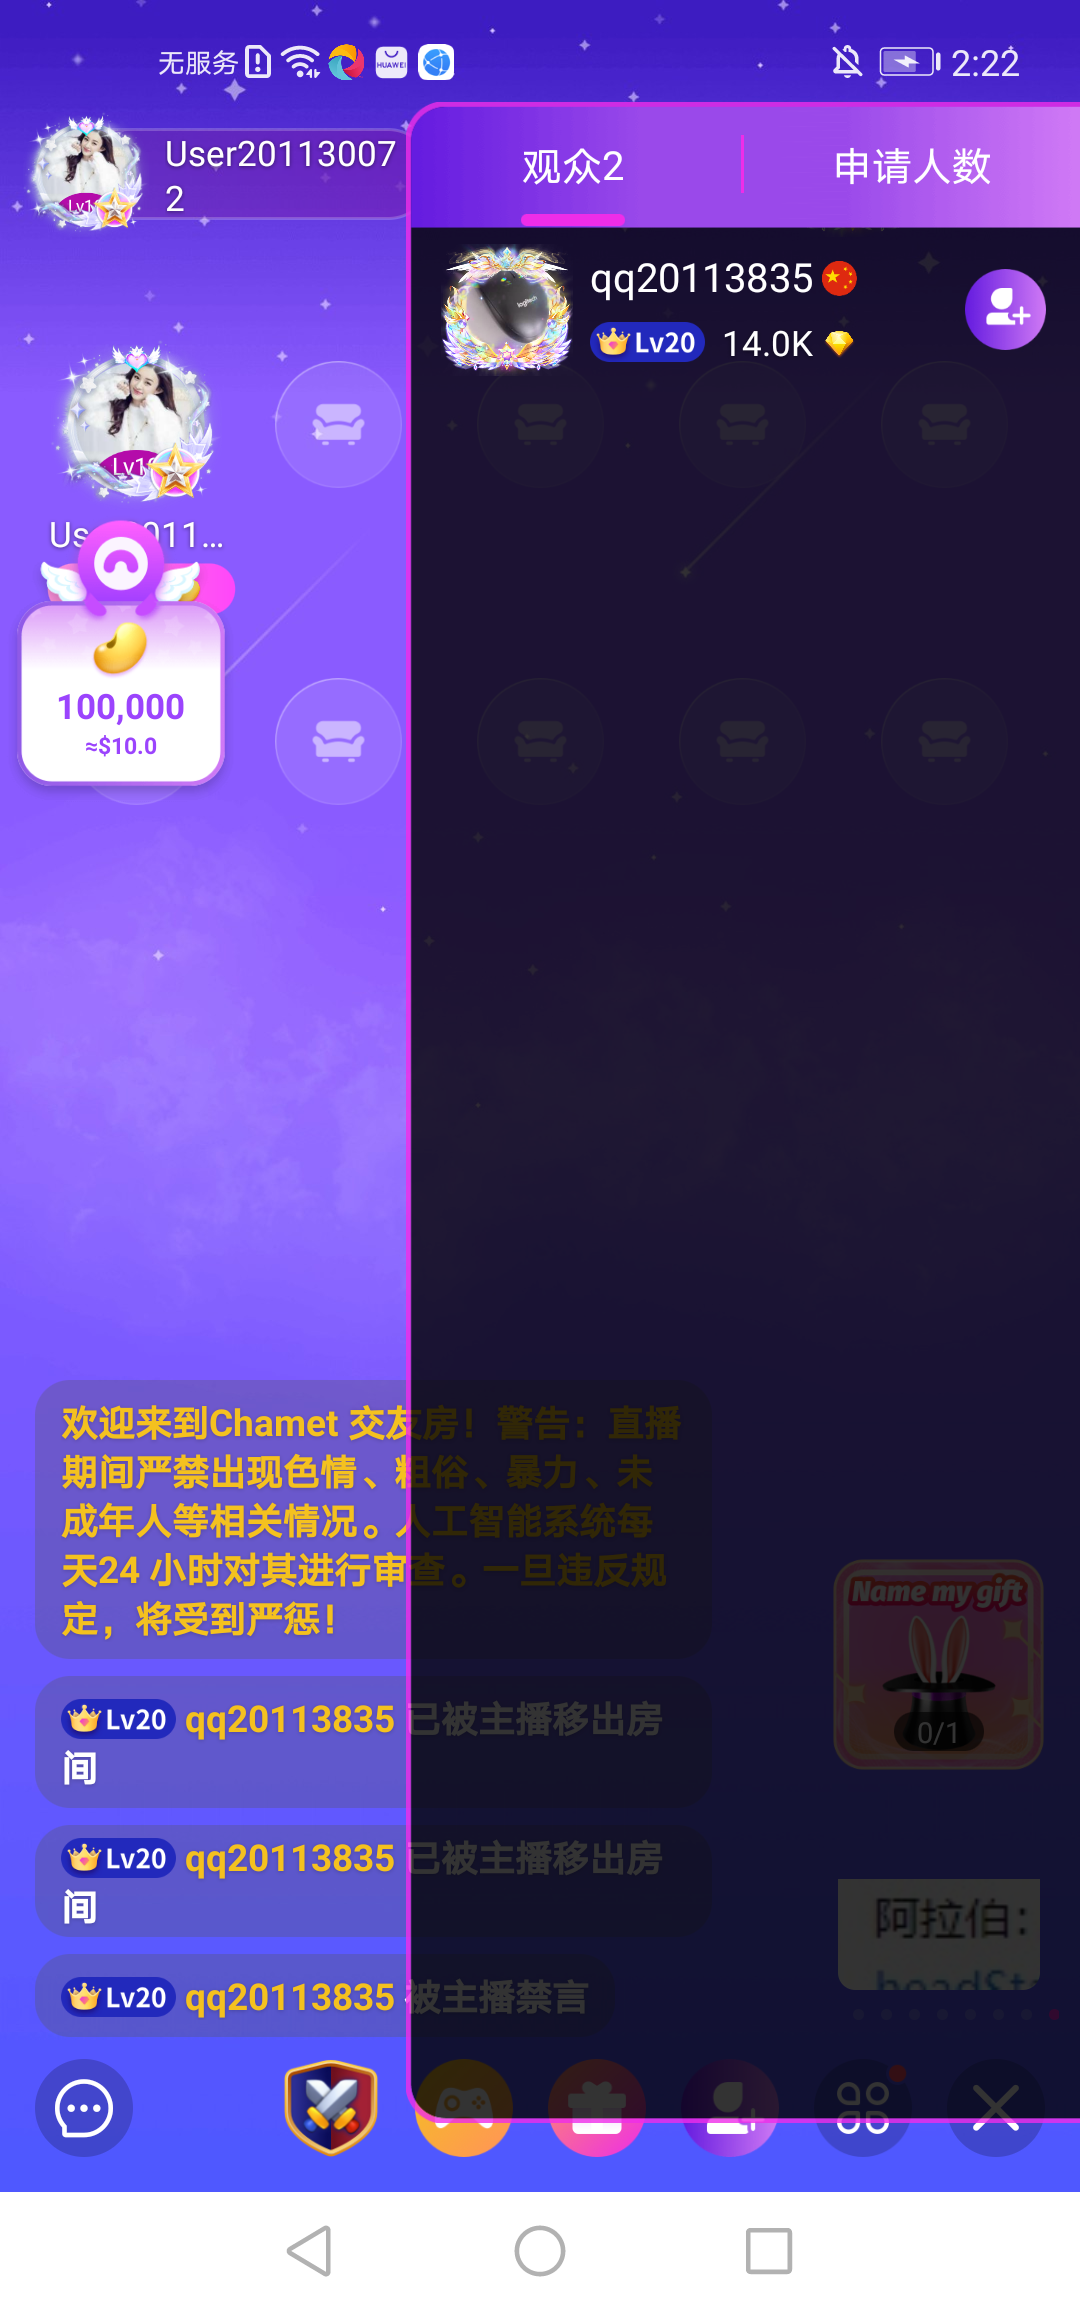 无服务
HUAWEI
2:22
User20113007
2
Lv1
观众2
申请人数
qq20113835
Lv20 14.0K
Lv1
100,000
≈$10.0
欢迎来到Chamet 交友房！警告：直播
期间严禁出现色情、粗俗、暴力、未
成年人等相关情况。人工智能系统每
天24 小时对其进行审查。一旦违反规
定，将受到严惩！
Name my gift
0/1
Lv20 qq20113835 已被主播移出房
间
Lv20 qq20113835 已被主播移出房
间
阿拉伯：
Lv20 qq20113835 被主播禁言